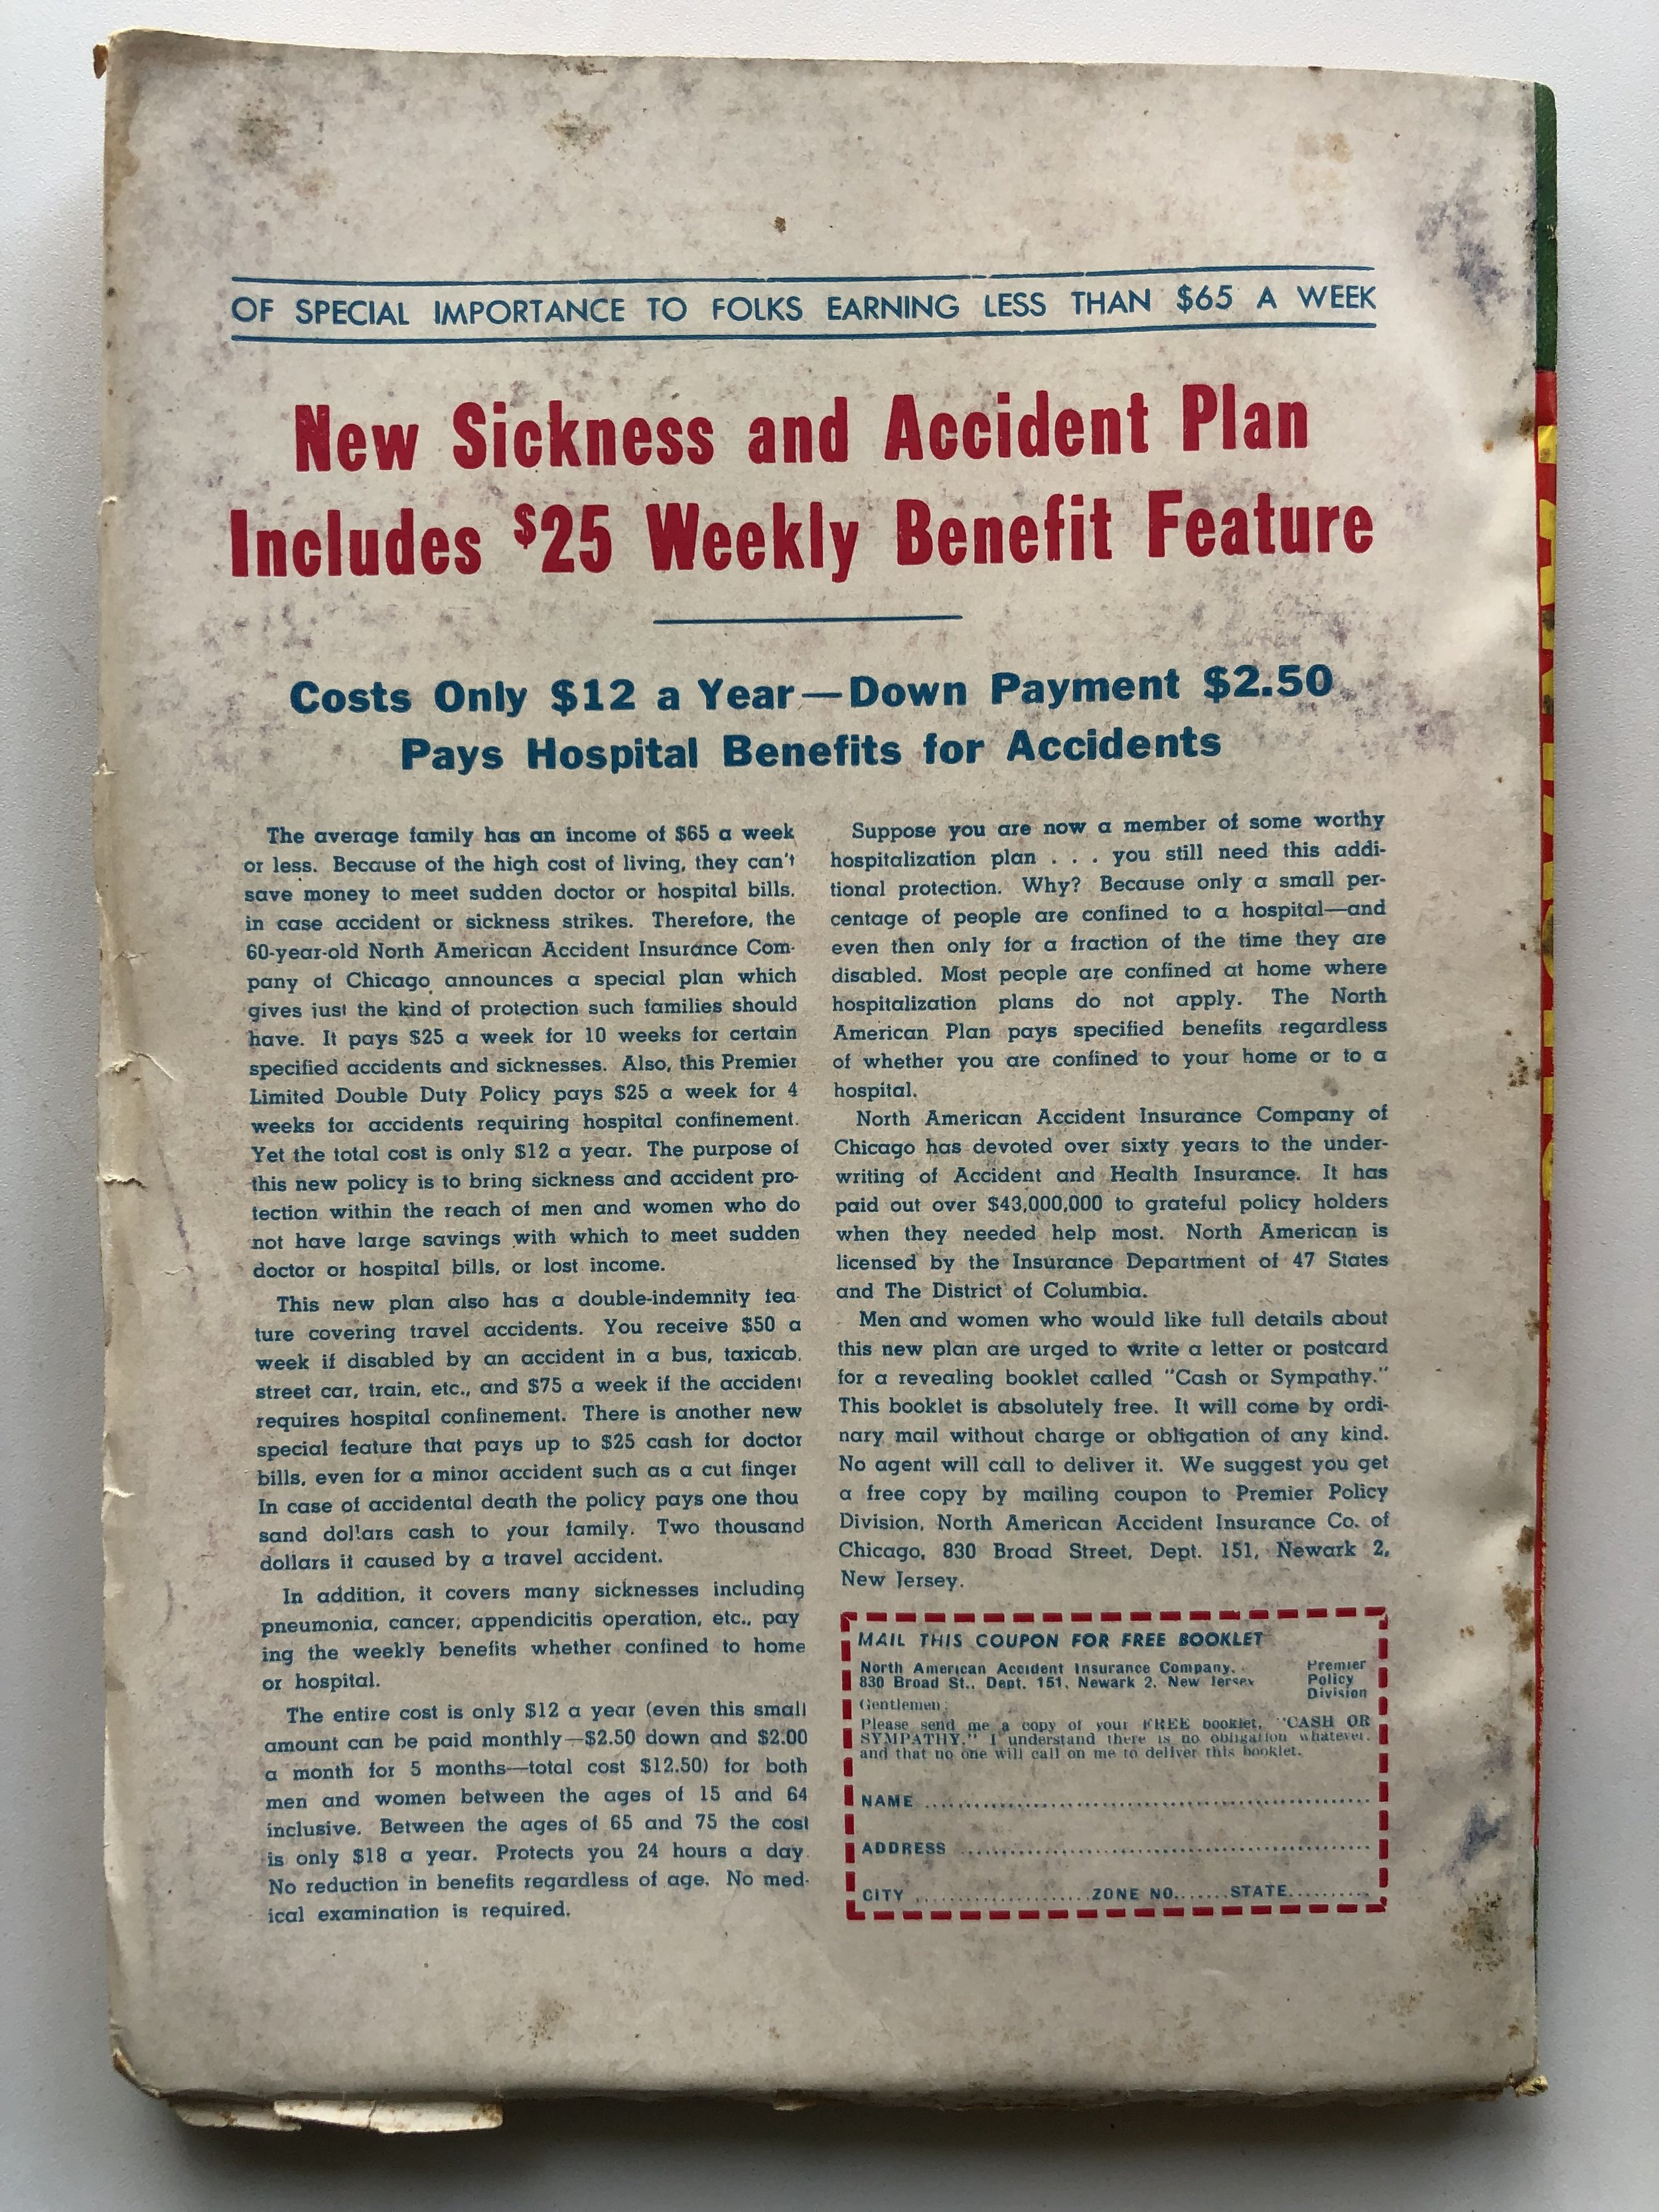 OF SPECIAL IMPORTANCE TO FOLKS EARNING LESS THAN $65 A WEEK
New Sickness and Accident Plan
Includes $25 Weekly Benefit Feature
Costs Only $12 a Year—Down Payment $2.50
Pays Hospital Benefits for Accidents
The average family has an income of $65 a week
or less. Because of the high cost of living, they can't
save money to meet sudden doctor or hospital bills,
in case accident or sickness strikes. Therefore, the
60-year-old North American Accident Insurance Com-
pany of Chicago announces a special plan which
gives just the kind of protection such families should
have. It pays $25 a week for 10 weeks for certain
specified accidents and sicknesses. Also, this Premier
Limited Double Duty Policy pays $25 a week for 4
weeks for accidents requiring hospital confinement.
Yet the total cost is only $12 a year. The purpose of
this new policy is to bring sickness and accident pro-
tection within the reach of men and women who do
not have large savings with which to meet sudden
doctor or hospital bills, or lost income.
This new plan also has a double-indemnity fea-
ture covering travel accidents. You receive $50 a
week if disabled by an accident in a bus, taxicab,
street car, train, etc., and $75 a week if the accident
requires hospital confinement. There is another new
special feature that pays up to $25 cash for doctor
bills, even for a minor accident such as a cut finger
In case of accidental death the policy pays one thou
sand dollars cash to your family. Two thousand
dollars if caused by a travel accident.
In addition, it covers many sicknesses including
pneumonia, cancer, appendicitis operation, etc., pay
ing the weekly benefits whether confined to home
or hospital.
The entire cost is only $12 a year (even this small
amount can be paid monthly—$2.50 down and $2.00
a month for 5 months—total cost $12.50) for both
men and women between the ages of 15 and 64
inclusive. Between the ages of 65 and 75 the cost
is only $18 a year. Protects you 24 hours a day.
No reduction in benefits regardless of age. No med-
ical examination is required.
Suppose you are now a member of some worthy
hospitalization plan . . . you still need this addi-
tional protection. Why? Because only a small per-
centage of people are confined to a hospital—and
even then only for a fraction of the time they are
disabled. Most people are confined at home where
hospitalization plans do not apply. The North
American Plan pays specified benefits regardless
of whether you are confined to your home or to a
hospital.
North American Accident Insurance Company of
Chicago has devoted over sixty years to the under-
writing of Accident and Health Insurance. It has
paid out over $43,000,000 to grateful policy holders
when they needed help most. North American is
licensed by the Insurance Department of 47 States
and The District of Columbia.
Men and women who would like full details about
this new plan are urged to write a letter or postcard
for a revealing booklet called "Cash or Sympathy."
This booklet is absolutely free. It will come by ordi-
nary mail without charge or obligation of any kind.
No agent will call to deliver it. We suggest you get
a free copy by mailing coupon to Premier Policy
Division, North American Accident Insurance Co. of
Chicago, 830 Broad Street, Dept. 151, Newark 2,
New Jersey.
MAIL THIS COUPON FOR FREE BOOKLET
North American Accident Insurance Company, Premier
830 Broad St., Dept. 151, Newark 2, New Jersey Policy
Division
Gentlemen:
Please send me a copy of your FREE booklet, "CASH OR
SYMPATHY." I understand there is no obligation whatever,
and that no one will call on me to deliver this booklet.
NAME
ADDRESS
CITY ZONE NO. STATE